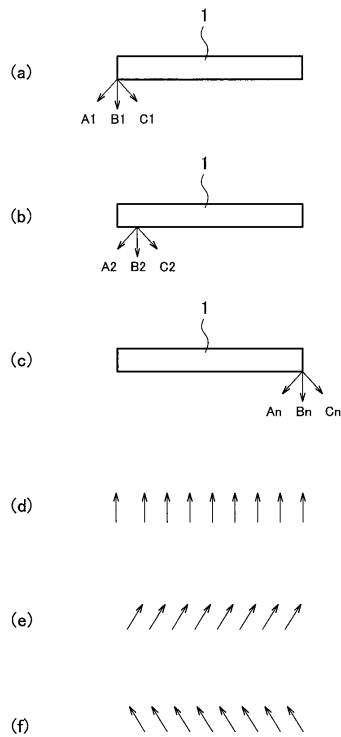 1
(a)
A1 B1 C1
1
(b)
A2 B2 C2
1
(c)
An Bn Cn
(d)
(e)
(f)